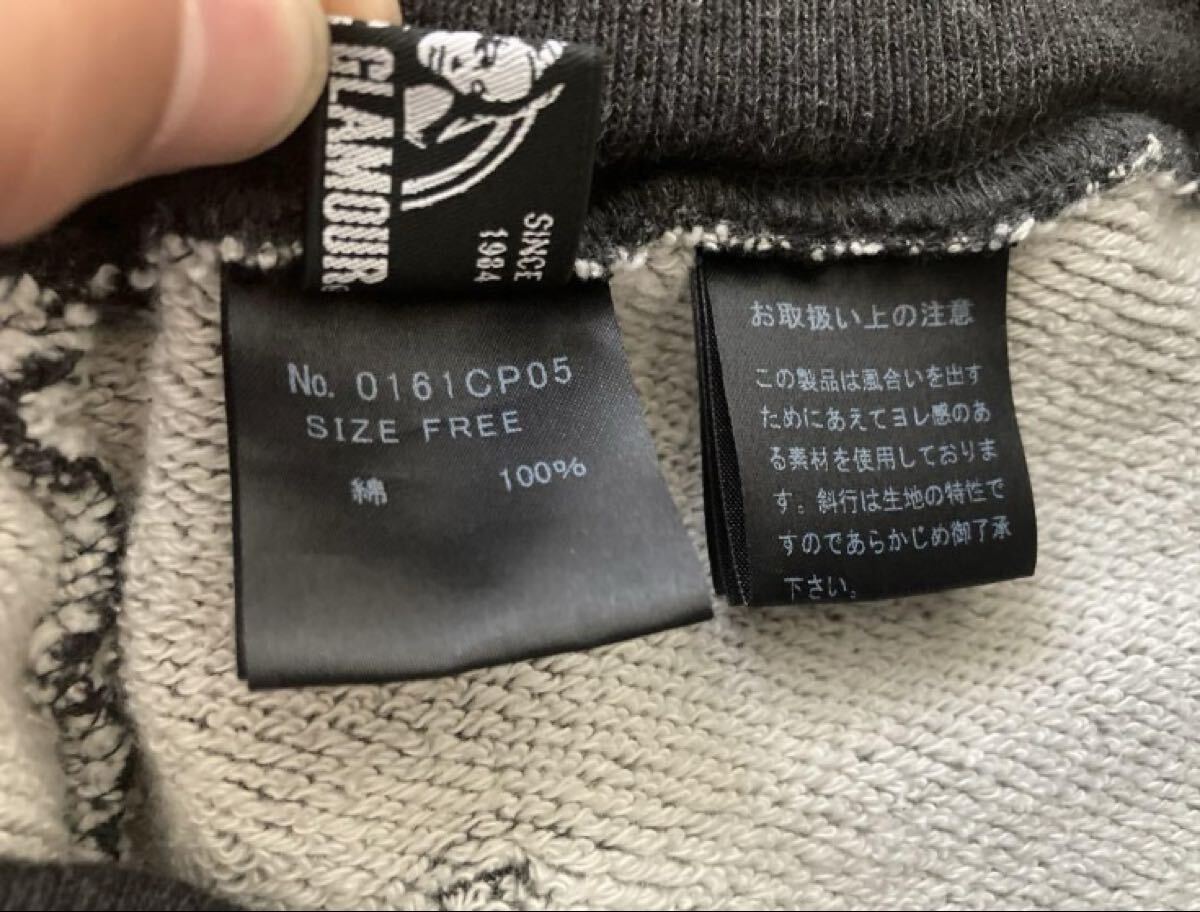 GLAMOUR
SINCE
1984
No. 0161CP05
SIZE FREE
綿 100%
お取扱い上の注意
この製品は風合いを出す
ためにあえてヨレ感のあ
る素材を使用しておりま
す。斜行は生地の特性で
すのであらかじめ御了承
下さい。